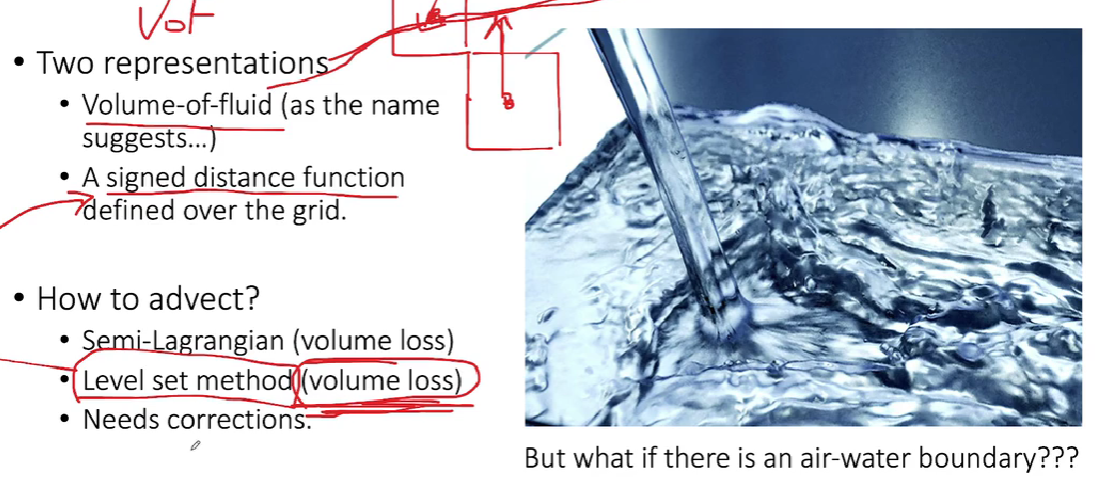 Vof
• Two representations
• Volume-of-fluid (as the name
suggests...)
• A signed distance function
defined over the grid.
• How to advect?
• Semi-Lagrangian (volume loss)
• Level set method (volume loss)
• Needs corrections.
But what if there is an air-water boundary???